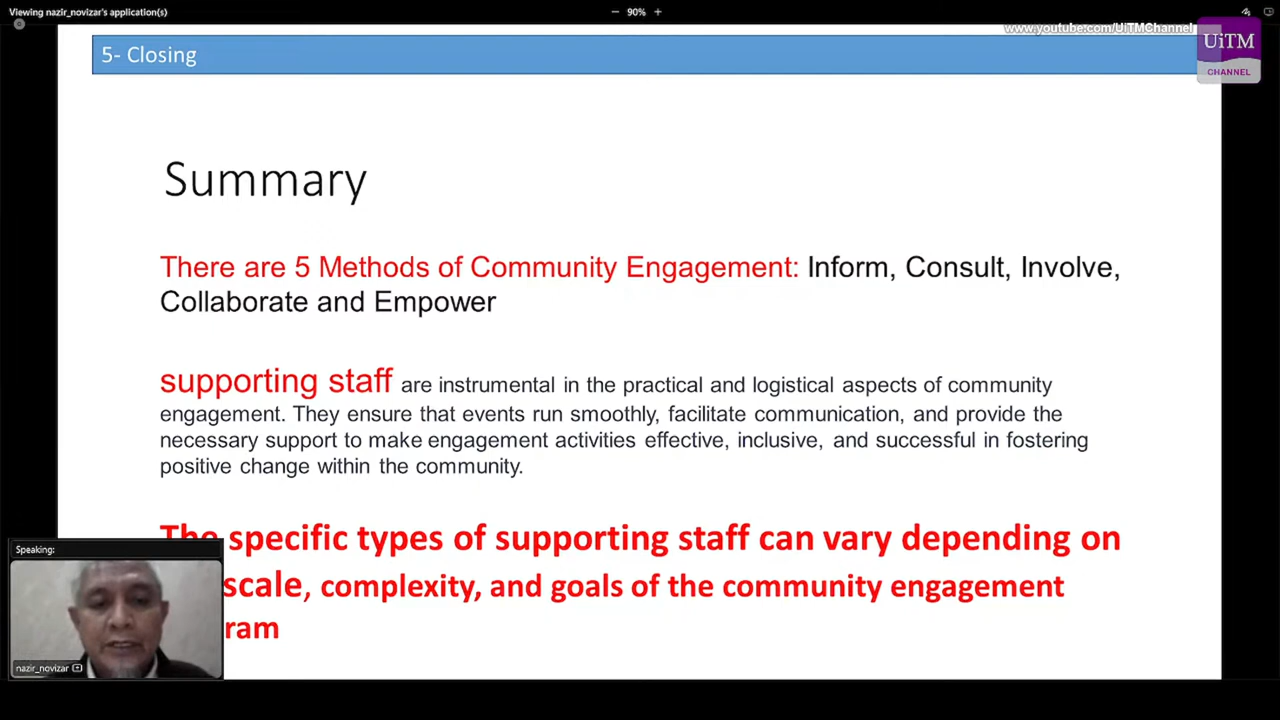 Viewing nazir_novizar's application(s)
90%
www.youtube.com/UiTMChannel
UiTM
CHANNEL
5- Closing
Summary
There are 5 Methods of Community Engagement: Inform, Consult, Involve,
Collaborate and Empower
supporting staff are instrumental in the practical and logistical aspects of community
engagement. They ensure that events run smoothly, facilitate communication, and provide the
necessary support to make engagement activities effective, inclusive, and successful in fostering
positive change within the community.
The specific types of supporting staff can vary depending on
scale, complexity, and goals of the community engagement
ram
Speaking:
nazir_novizar